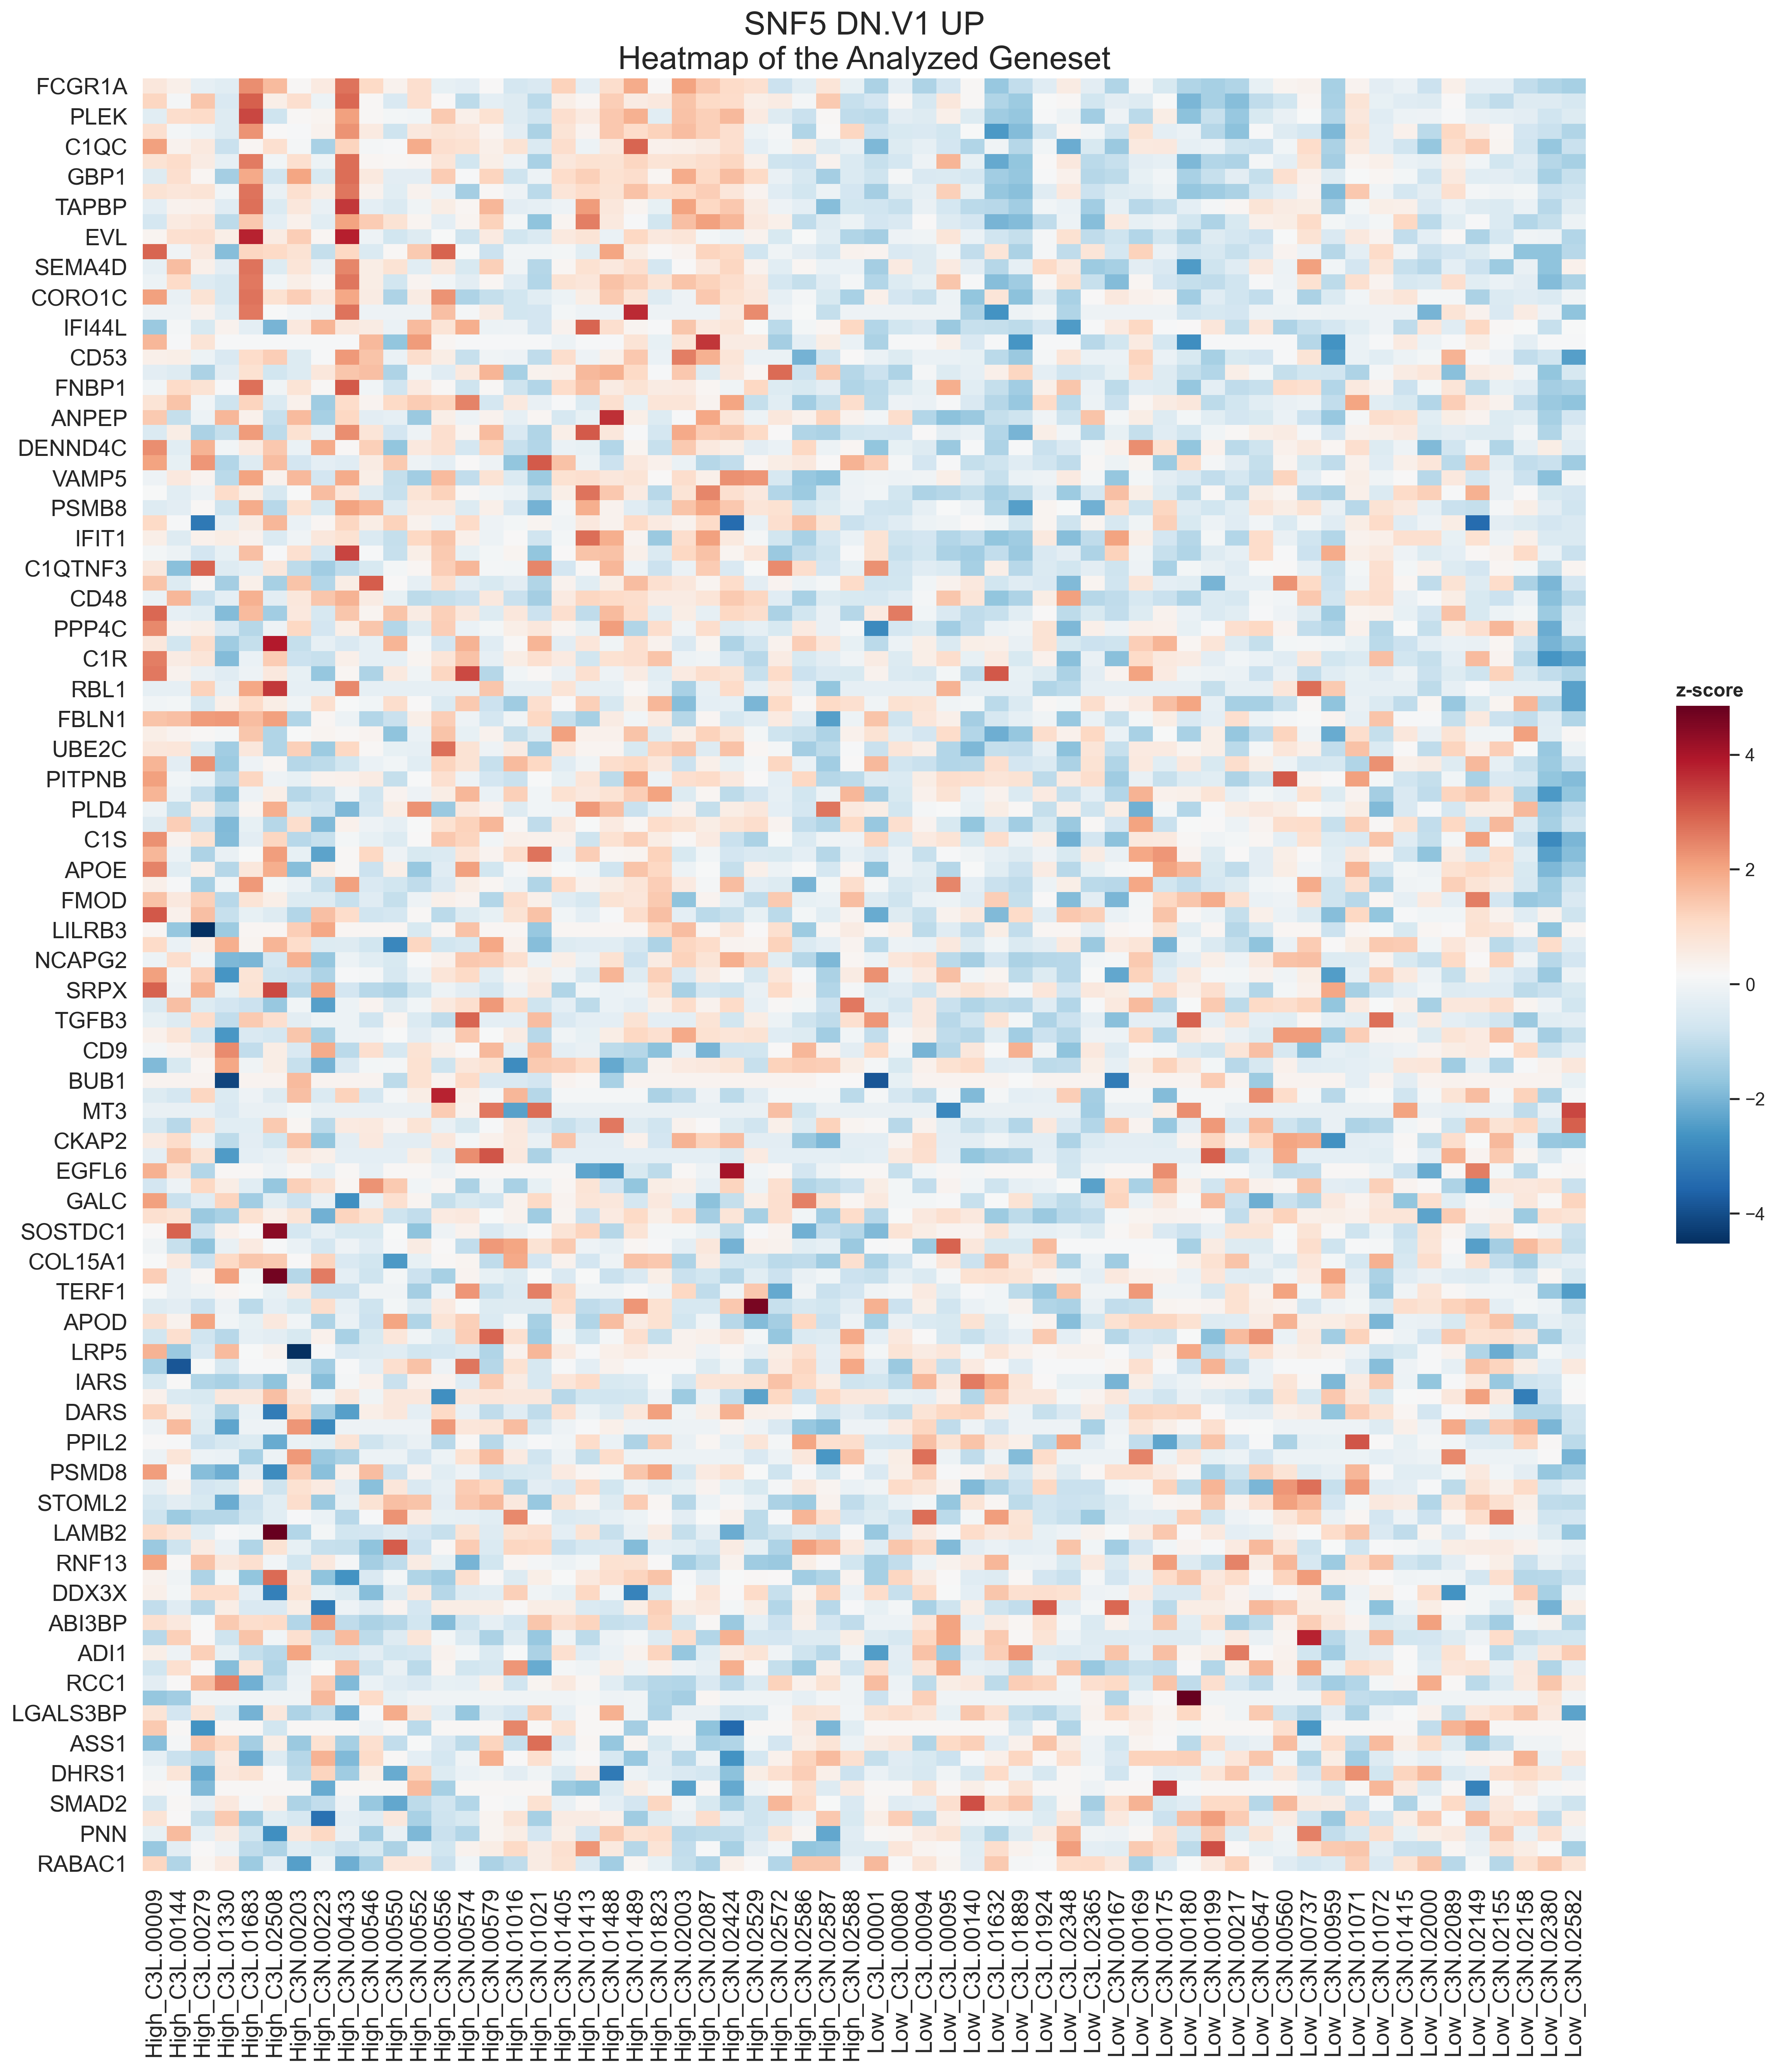 SNF5 DN.V1 UP
Heatmap of the Analyzed Geneset
FCGR1A
PLEK
C1QC
GBP1
TAPBP
EVL
SEMA4D
CORO1C
IFI44L
CD53
FNBP1
ANPEP
DENND4C
VAMP5
PSMB8
IFIT1
C1QTNF3
CD48
PPP4C
C1R
RBL1
FBLN1
UBE2C
PITPNB
PLD4
C1S
APOE
FMOD
LILRB3
NCAPG2
SRPX
TGFB3
CD9
BUB1
MT3
CKAP2
EGFL6
GALC
SOSTDC1
COL15A1
TERF1
APOD
LRP5
IARS
DARS
PPIL2
PSMD8
STOML2
LAMB2
RNF13
DDX3X
ABI3BP
ADI1
RCC1
LGALS3BP
ASS1
DHRS1
SMAD2
PNN
RABAC1
High_C3L.00009
High_C3L.00144
High_C3L.00279
High_C3L.01330
High_C3L.01683
High_C3L.02508
High_C3N.00203
High_C3N.00223
High_C3N.00433
High_C3N.00546
High_C3N.00550
High_C3N.00552
High_C3N.00556
High_C3N.00574
High_C3N.00579
High_C3N.01016
High_C3N.01021
High_C3N.01405
High_C3N.01413
High_C3N.01488
High_C3N.01489
High_C3N.01823
High_C3N.02003
High_C3N.02087
High_C3N.02424
High_C3N.02529
High_C3N.02572
High_C3N.02586
High_C3N.02587
High_C3N.02588
Low_C3L.00001
Low_C3L.00080
Low_C3L.00094
Low_C3L.00095
Low_C3L.00140
Low_C3L.01632
Low_C3L.01889
Low_C3L.01924
Low_C3L.02348
Low_C3L.02365
Low_C3N.00167
Low_C3N.00169
Low_C3N.00175
Low_C3N.00180
Low_C3N.00199
Low_C3N.00217
Low_C3N.00547
Low_C3N.00560
Low_C3N.00737
Low_C3N.00959
Low_C3N.01071
Low_C3N.01072
Low_C3N.01415
Low_C3N.02000
Low_C3N.02089
Low_C3N.02149
Low_C3N.02155
Low_C3N.02158
Low_C3N.02380
Low_C3N.02582
z-score
4
2
0
−2
−4